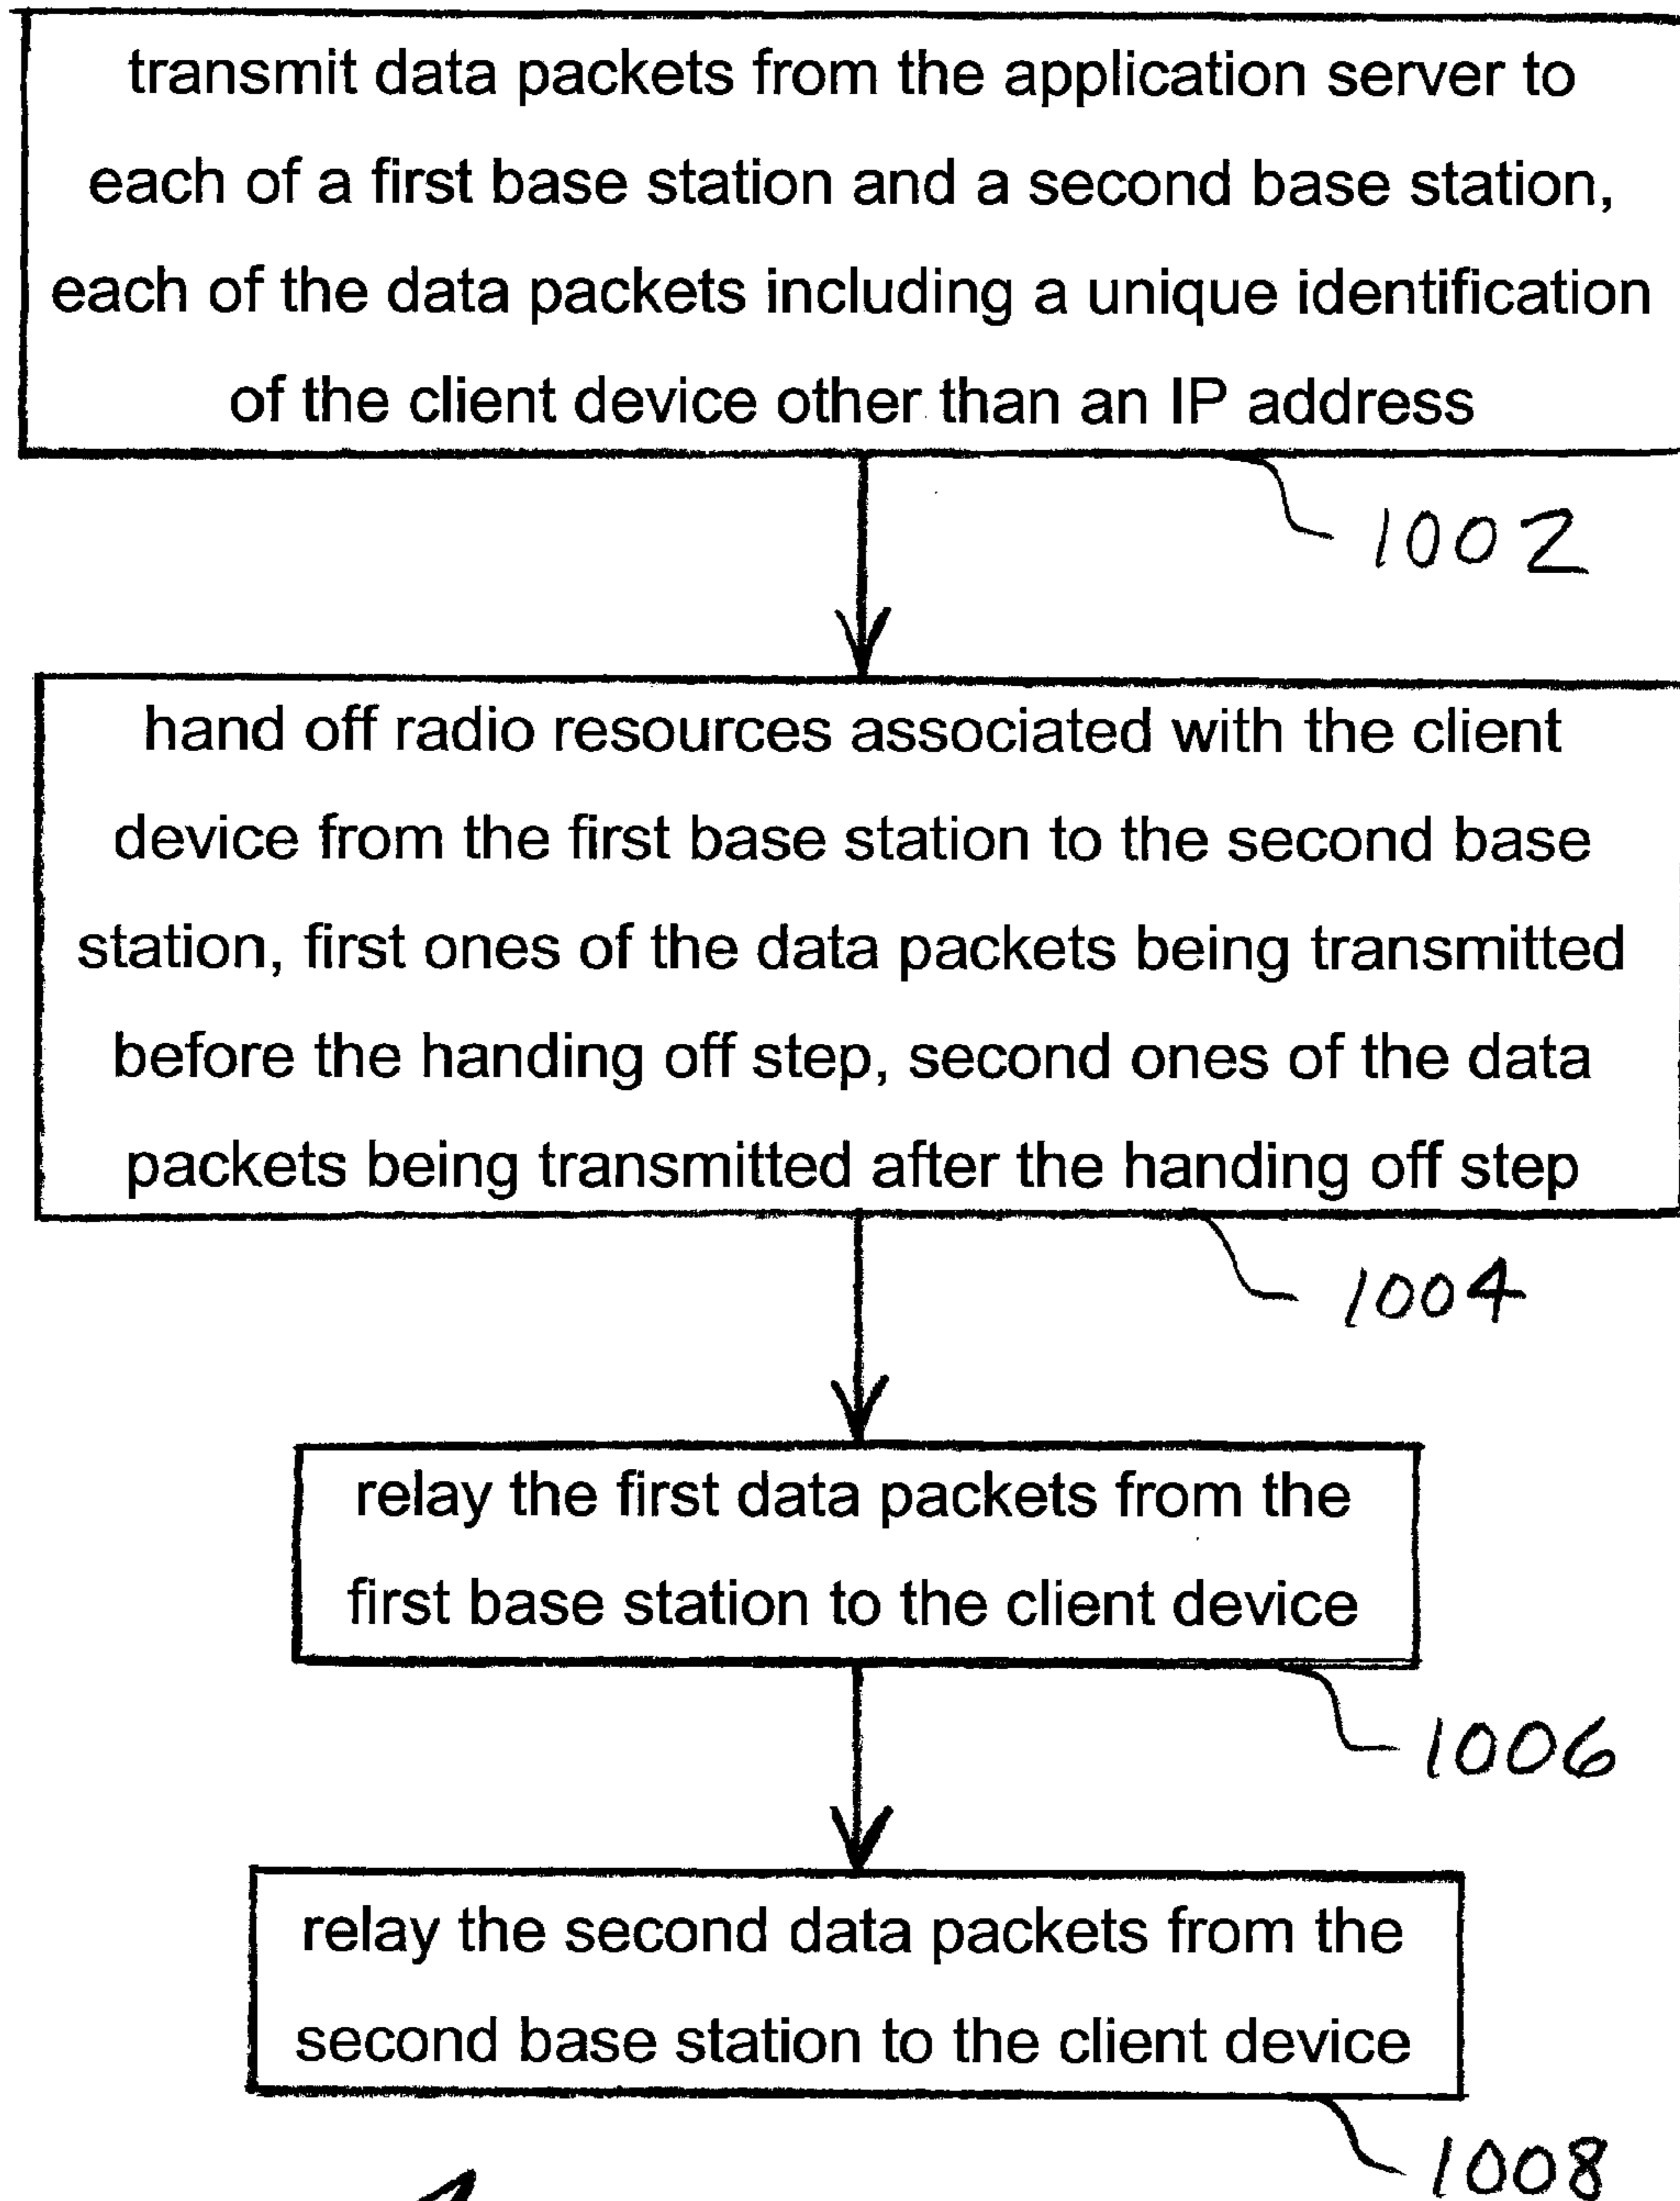 transmit data packets from the application server to
each of a first base station and a second base station,
each of the data packets including a unique identification
of the client device other than an IP address
1002
hand off radio resources associated with the client
device from the first base station to the second base
station, first ones of the data packets being transmitted
before the handing off step, second ones of the data
packets being transmitted after the handing off step
1004
relay the first data packets from the
first base station to the client device
1006
relay the second data packets from the
second base station to the client device
1008